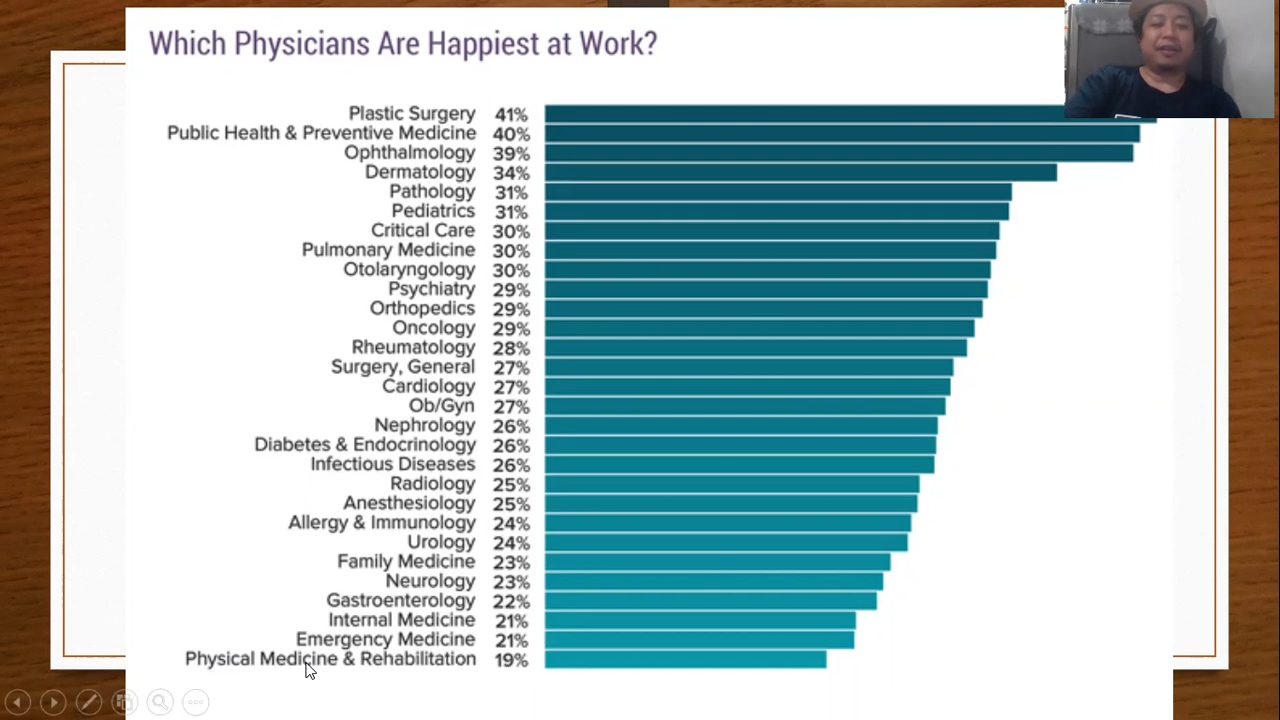 Which Physicians Are Happiest at Work?
Plastic Surgery 41%
Public Health & Preventive Medicine 40%
Ophthalmology 39%
Dermatology 34%
Pathology 31%
Pediatrics 31%
Critical Care 30%
Pulmonary Medicine 30%
Otolaryngology 30%
Psychiatry 29%
Orthopedics 29%
Oncology 29%
Rheumatology 28%
Surgery, General 27%
Cardiology 27%
Ob/Gyn 27%
Nephrology 26%
Diabetes & Endocrinology 26%
Infectious Diseases 26%
Radiology 25%
Anesthesiology 25%
Allergy & Immunology 24%
Urology 24%
Family Medicine 23%
Neurology 23%
Gastroenterology 22%
Internal Medicine 21%
Emergency Medicine 21%
Physical Medicine & Rehabilitation 19%